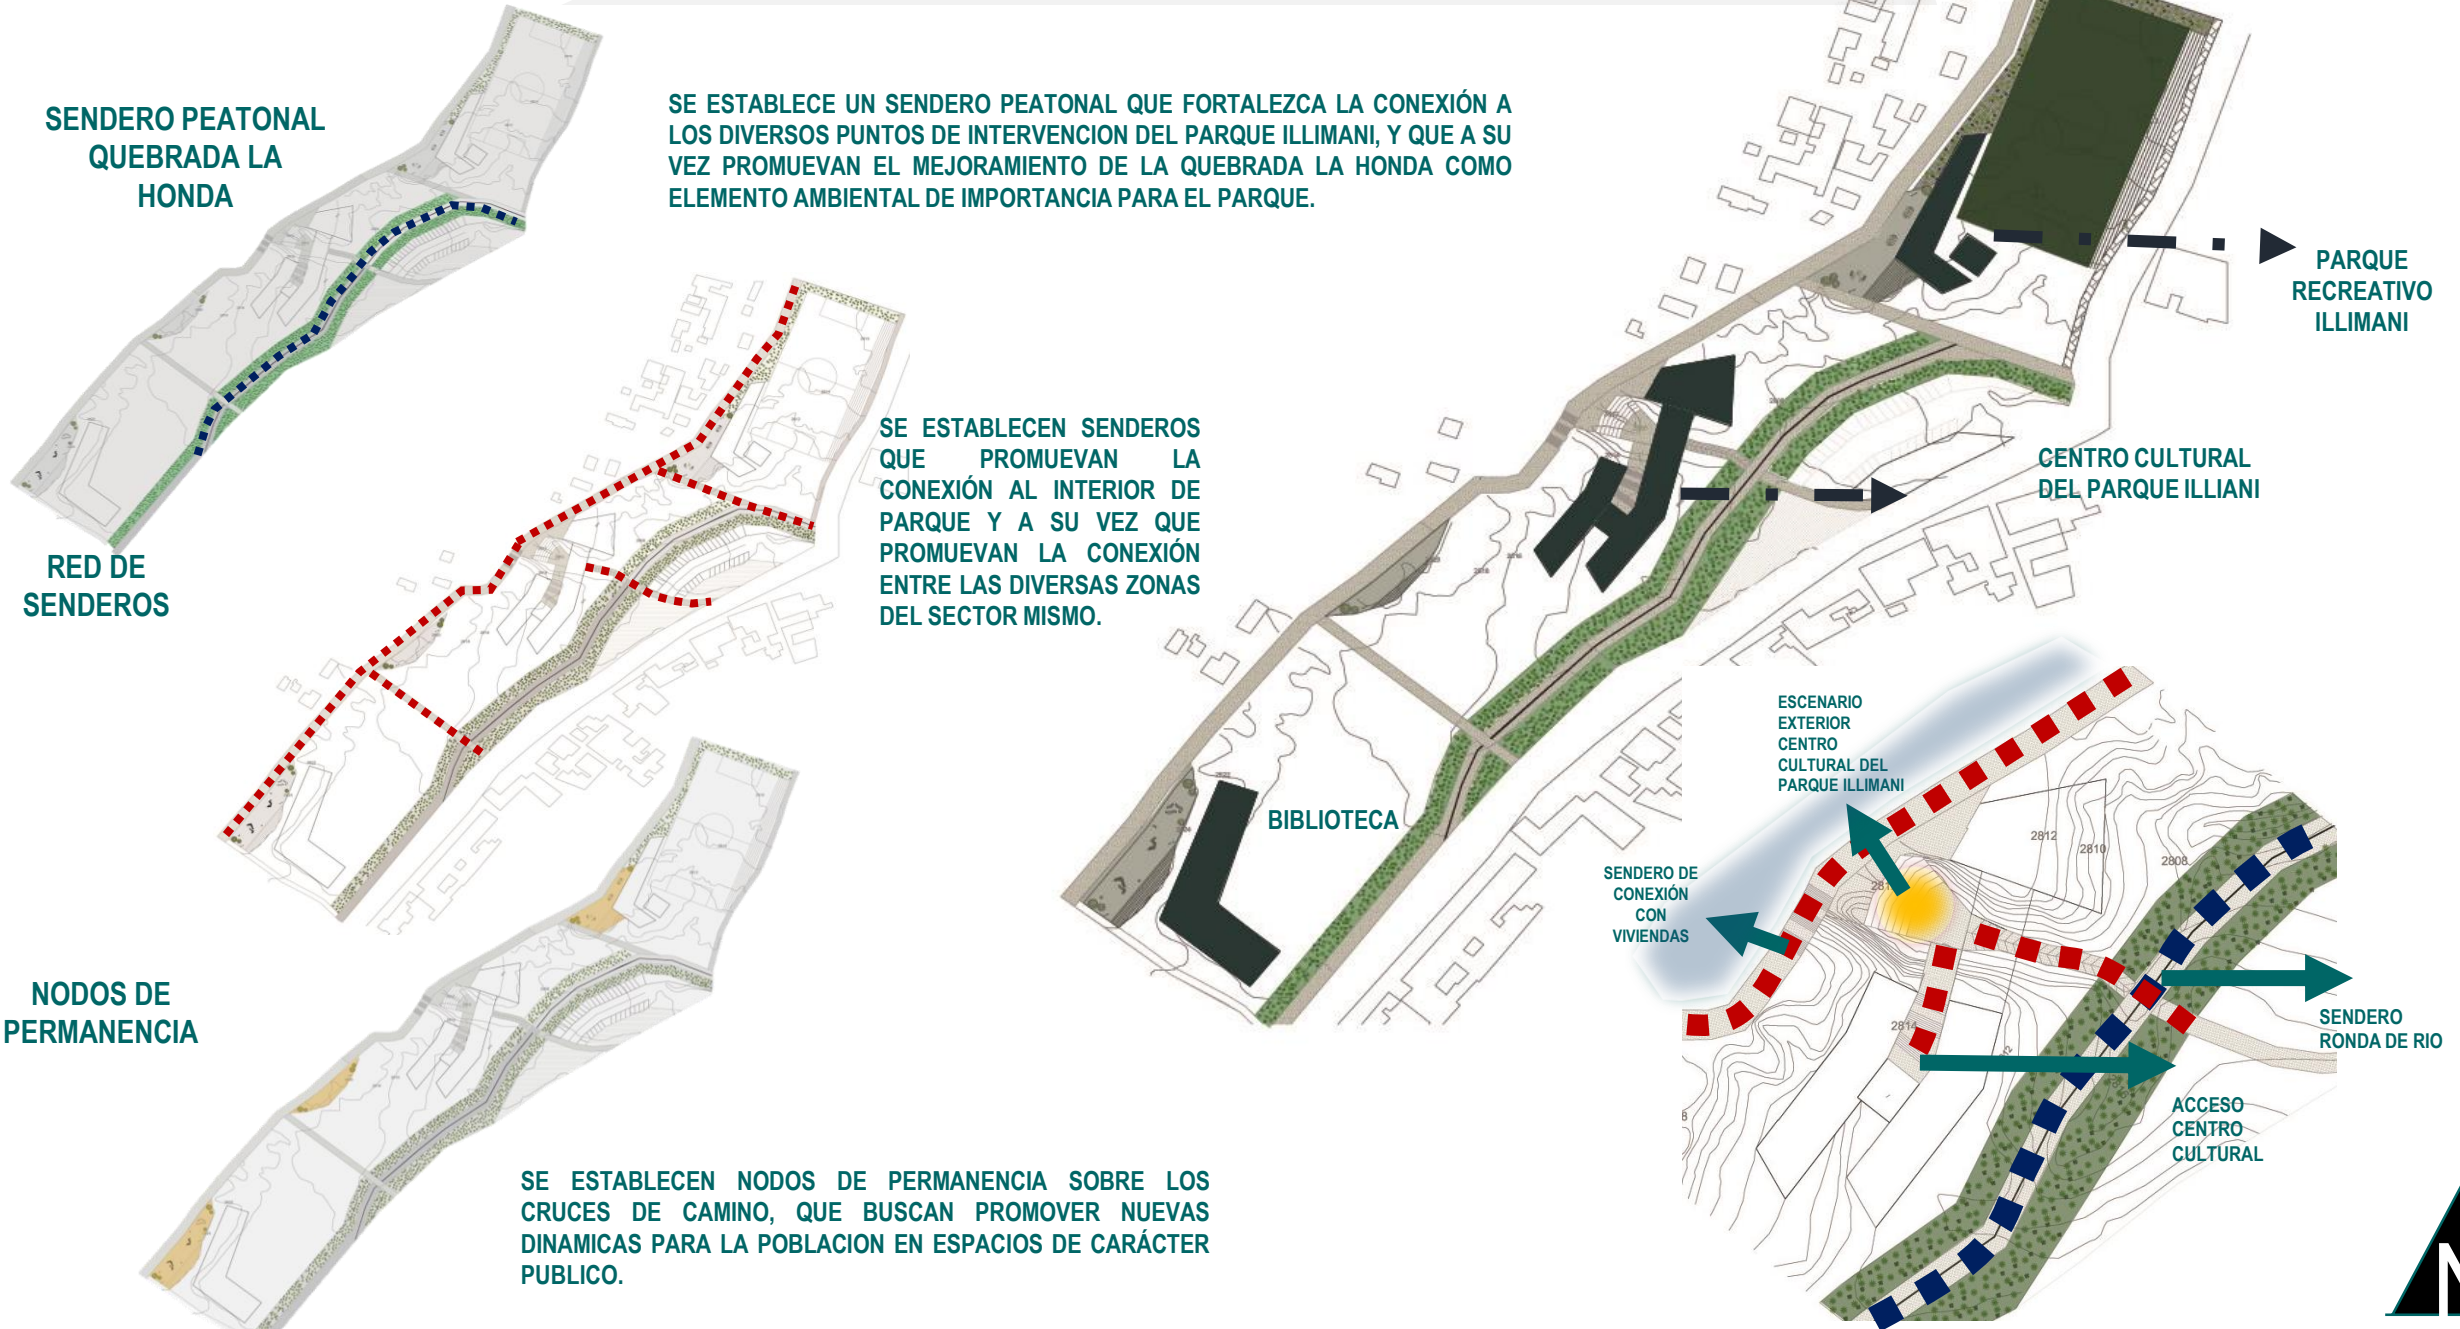 SENDERO PEATONAL
QUEBRADA LA
HONDA
SE ESTABLECE UN SENDERO PEATONAL QUE FORTALEZCA LA CONEXIÓN A
LOS DIVERSOS PUNTOS DE INTERVENCION DEL PARQUE ILLIMANI, Y QUE A SU
VEZ PROMUEVAN EL MEJORAMIENTO DE LA QUEBRADA LA HONDA COMO
ELEMENTO AMBIENTAL DE IMPORTANCIA PARA EL PARQUE.
PARQUE
RECREATIVO
ILLIMANI
RED DE
SENDEROS
SE ESTABLECEN SENDEROS
QUE PROMUEVAN LA
CONEXIÓN AL INTERIOR DE
PARQUE Y A SU VEZ QUE
PROMUEVAN LA CONEXIÓN
ENTRE LAS DIVERSAS ZONAS
DEL SECTOR MISMO.
CENTRO CULTURAL
DEL PARQUE ILLIANI
BIBLIOTECA
ESCENARIO
EXTERIOR
CENTRO
CULTURAL DEL
PARQUE ILLIMANI
2812
2810
2808
SENDERO DE
CONEXIÓN
CON
VIVIENDAS
2814
SENDERO
RONDA DE RIO
ACCESO
CENTRO
CULTURAL
NODOS DE
PERMANENCIA
SE ESTABLECEN NODOS DE PERMANENCIA SOBRE LOS
CRUCES DE CAMINO, QUE BUSCAN PROMOVER NUEVAS
DINAMICAS PARA LA POBLACION EN ESPACIOS DE CARÁCTER
PUBLICO.
N